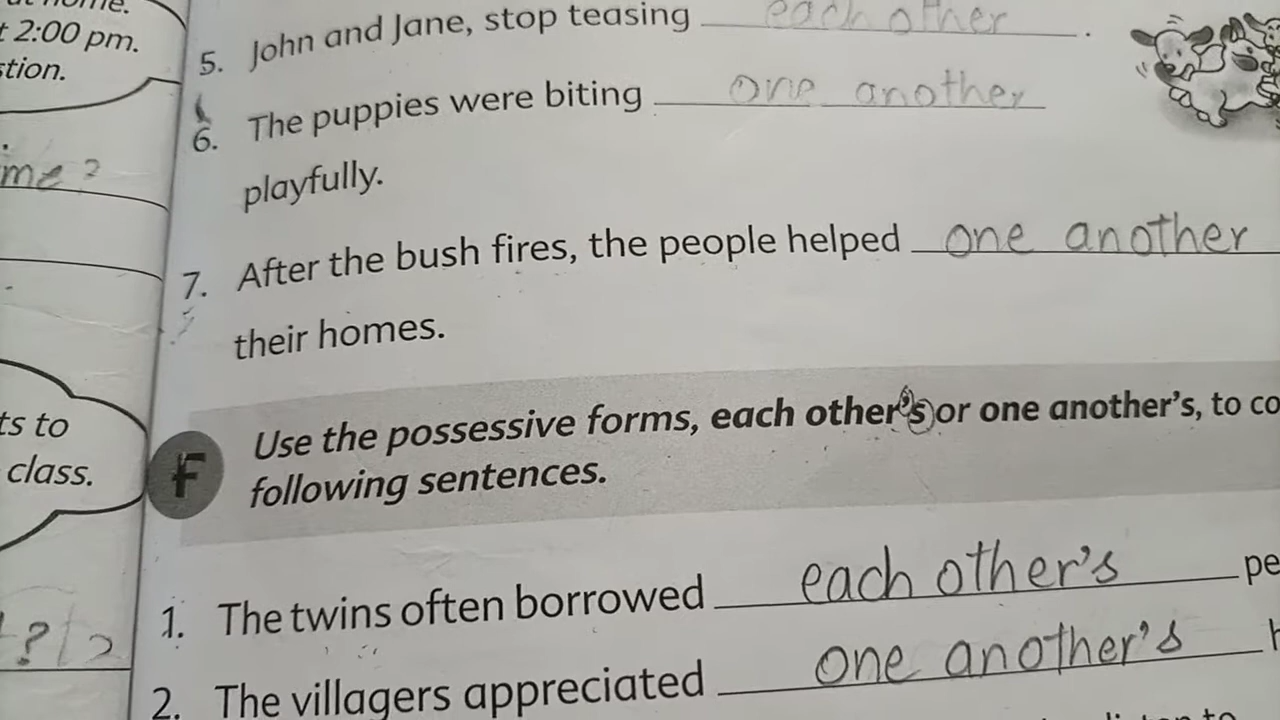 at home.
t 2:00 pm.
stion.
me?
ts to
class.
?
5. John and Jane, stop teasing each other.
6. The puppies were biting one another
playfully.
7. After the bush fires, the people helped one another
their homes.
F Use the possessive forms, each other's or one another's, to co
following sentences.
1. The twins often borrowed each other's pe
2. The villagers appreciated one another's h